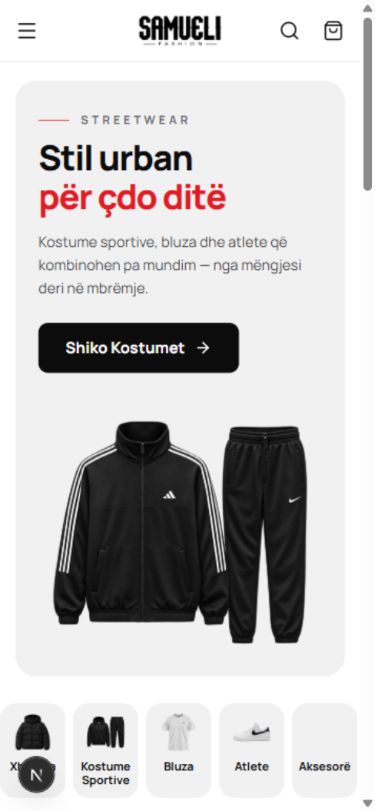 SAMUELI
FASHION
STREETWEAR
Stil urban
për çdo ditë
Kostume sportive, bluza dhe atlete që
kombinohen pa mundim — nga mëngjesi
deri në mbrëmje.
Shiko Kostumet →
N
Kostume
Sportive
Bluza
Atlete
Aksesorë